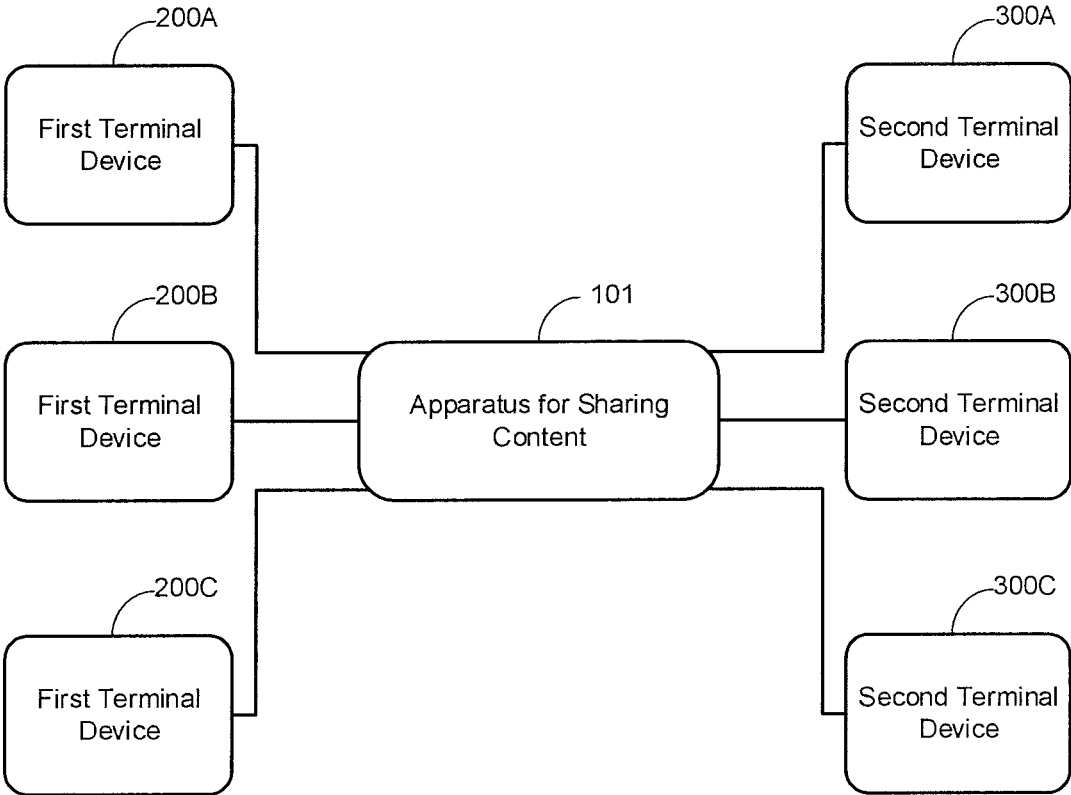 200A
300A
First Terminal
Device
Second Terminal
Device
200B
101
300B
First Terminal
Device
Apparatus for Sharing
Content
Second Terminal
Device
200C
300C
First Terminal
Device
Second Terminal
Device